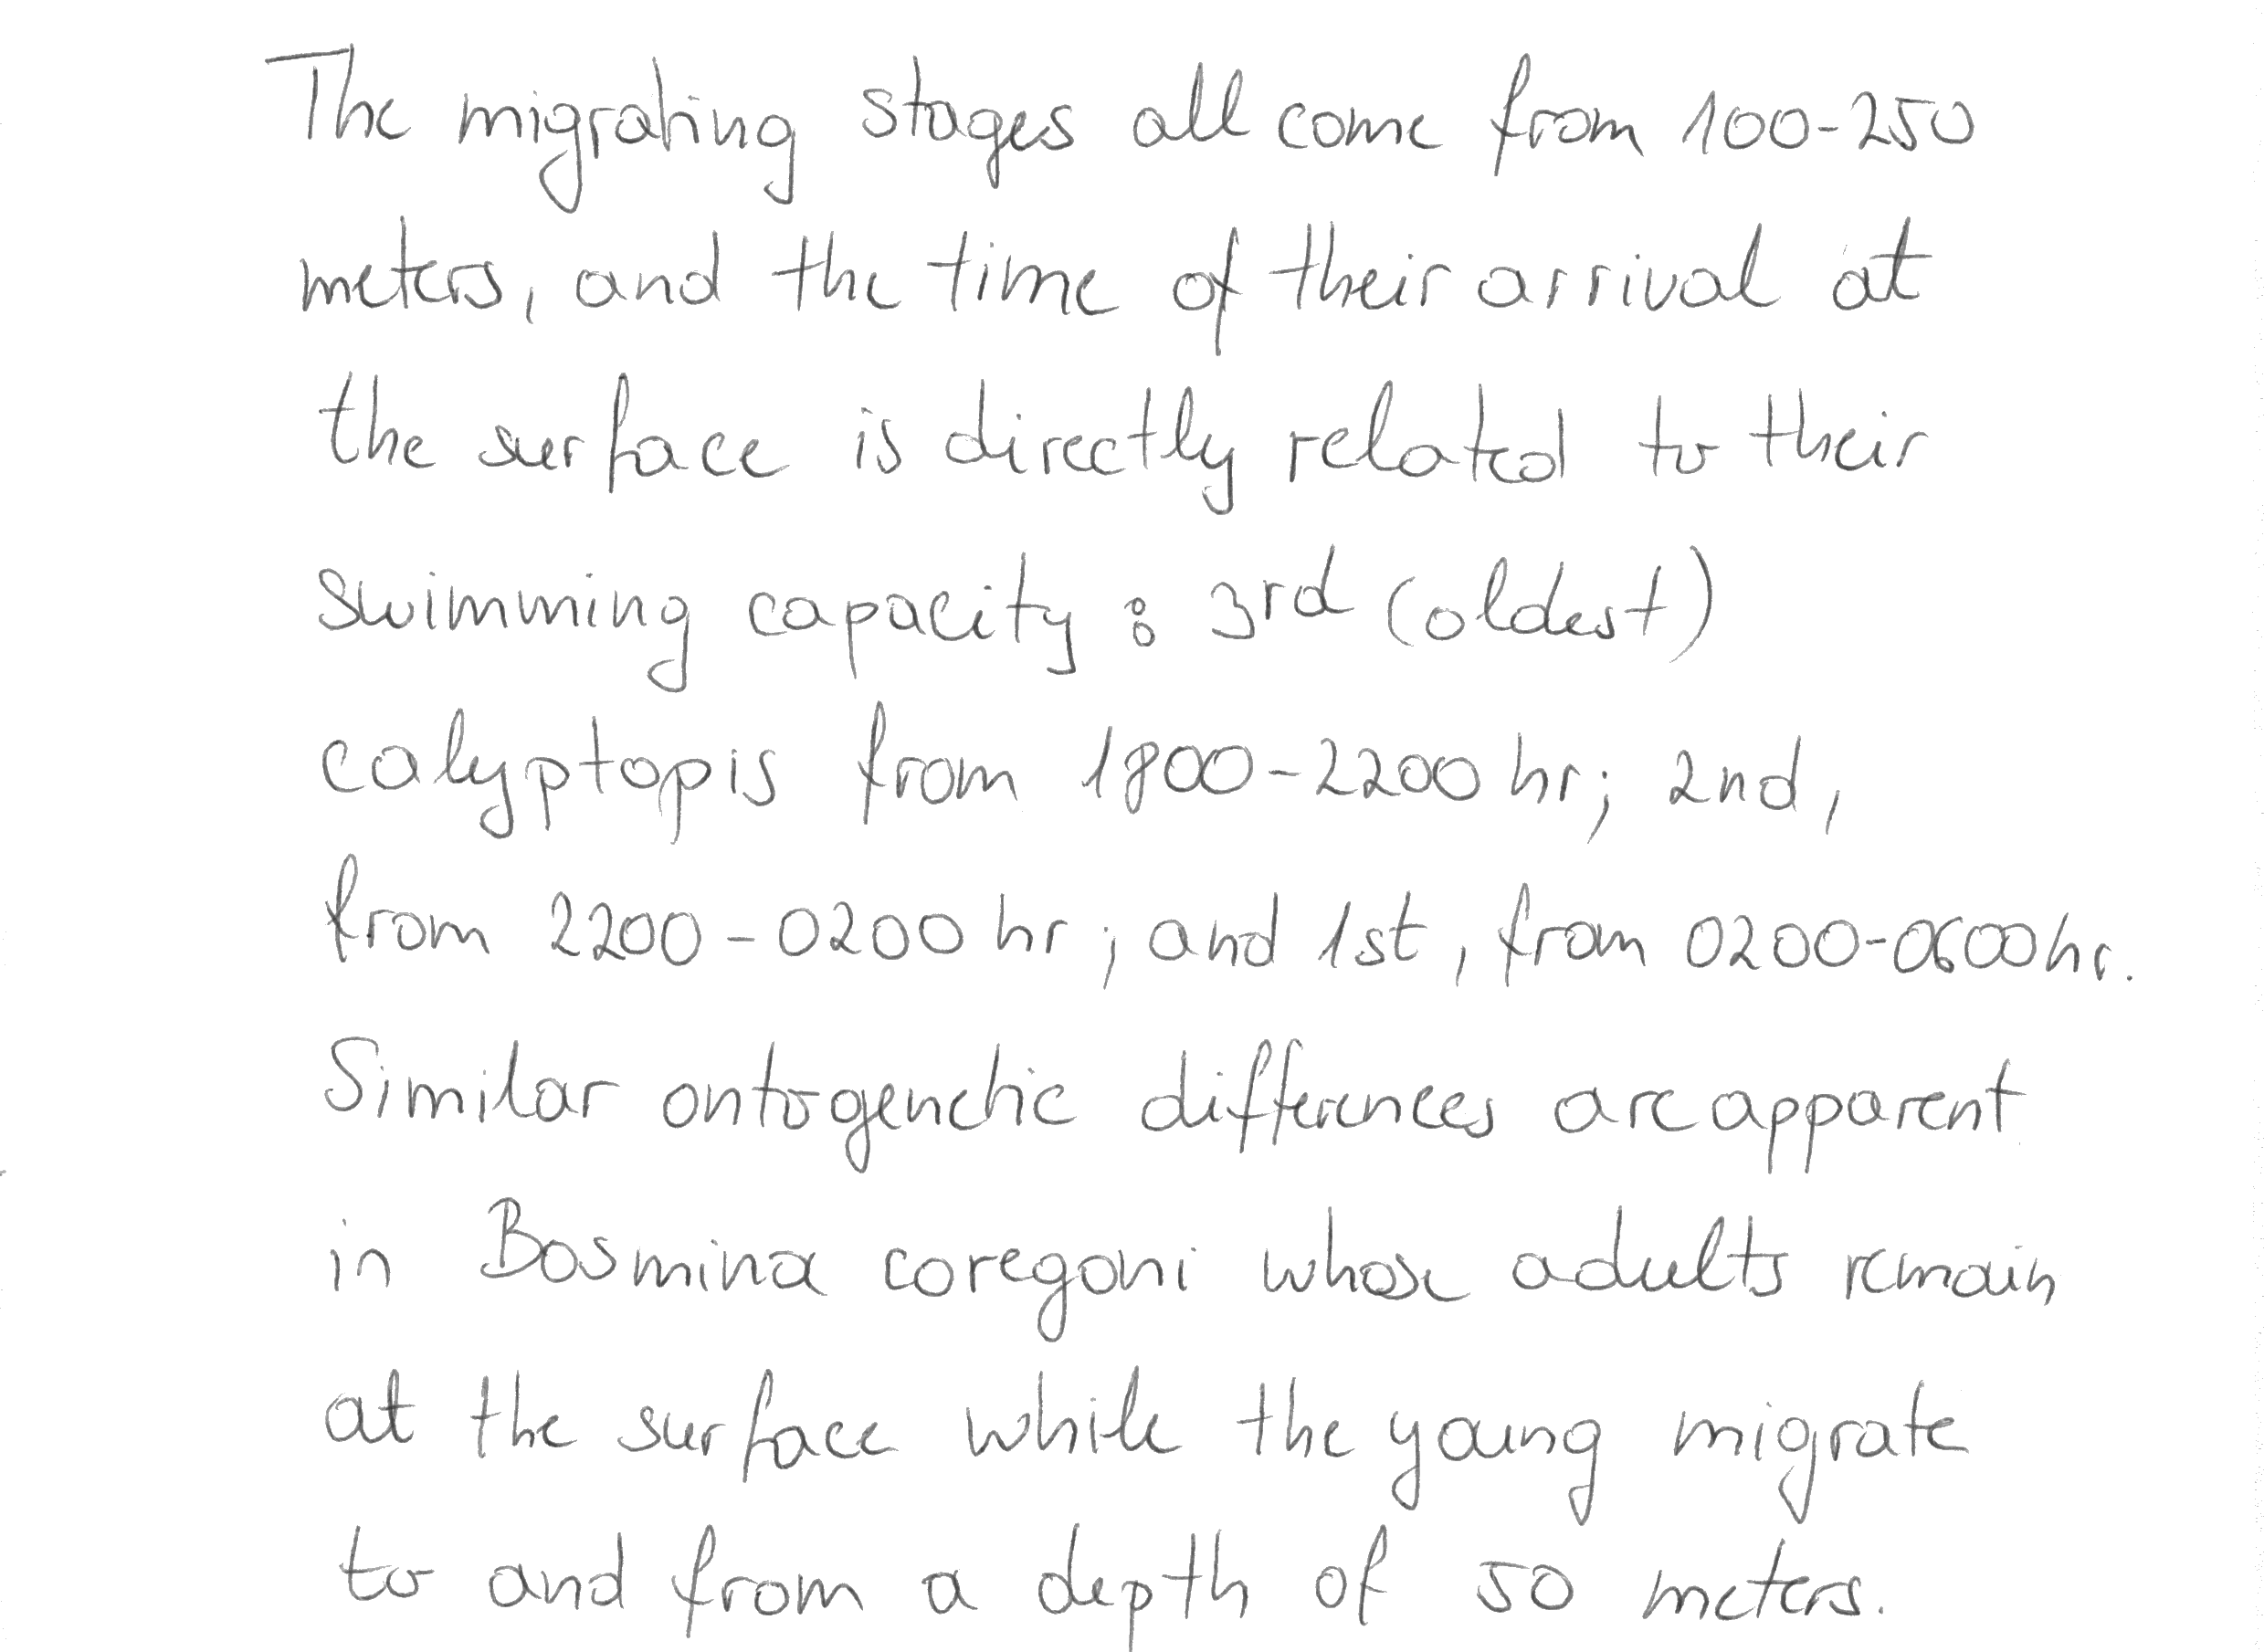 The migrating stages all come from 100-250
meters, and the time of their arrival at
the surface is directly related to their
swimming capacity: 3rd (oldest)
calyptopis from 1800-2200 hr; 2nd,
from 2200-0200 hr; and 1st, from 0200-0600 hr.
Similar ontogenetic differences are apparent
in Bosmina coregoni whose adults remain
at the surface while the young migrate
to and from a depth of 50 meters.